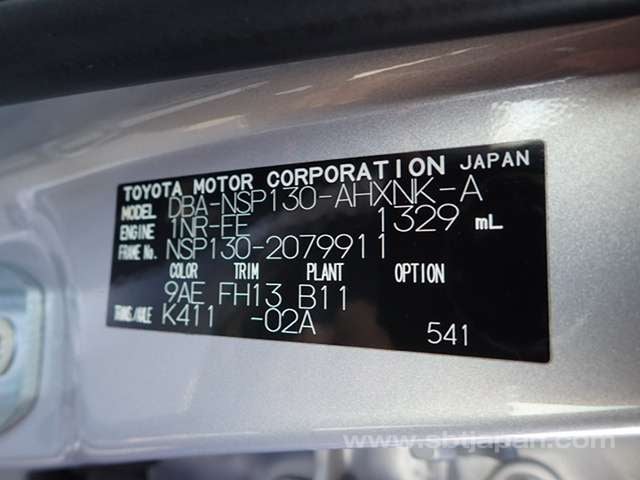 TOYOTA MOTOR CORPORATION JAPAN
MODEL DBA-NSP130-AHXNK-A
ENGINE 1NR-FE 1329 mL
FRAME No. NSP130-2079911
COLOR TRIM PLANT OPTION
9AE FH13 B11
TRANS/AXLE K411 -02A
541
www.sbtjapan.com